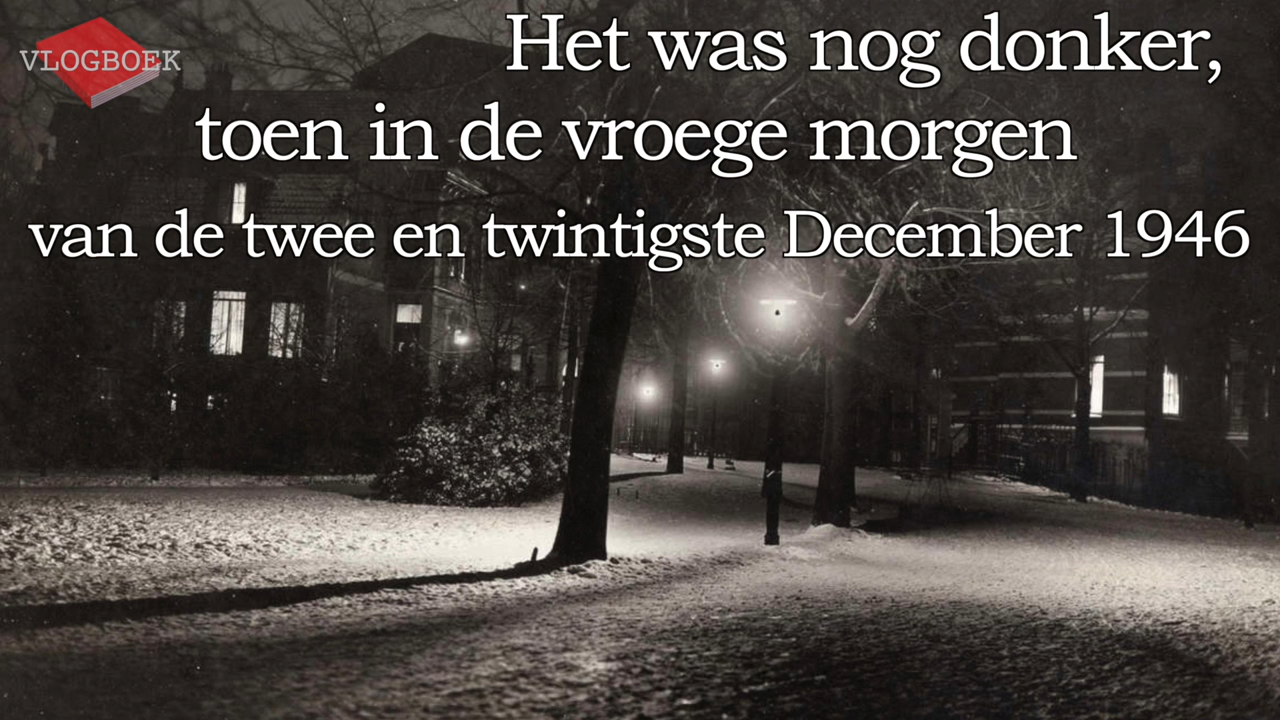 VLOGBOEK
Het was nog donker,
toen in de vroege morgen
van de twee en twintigste December 1946